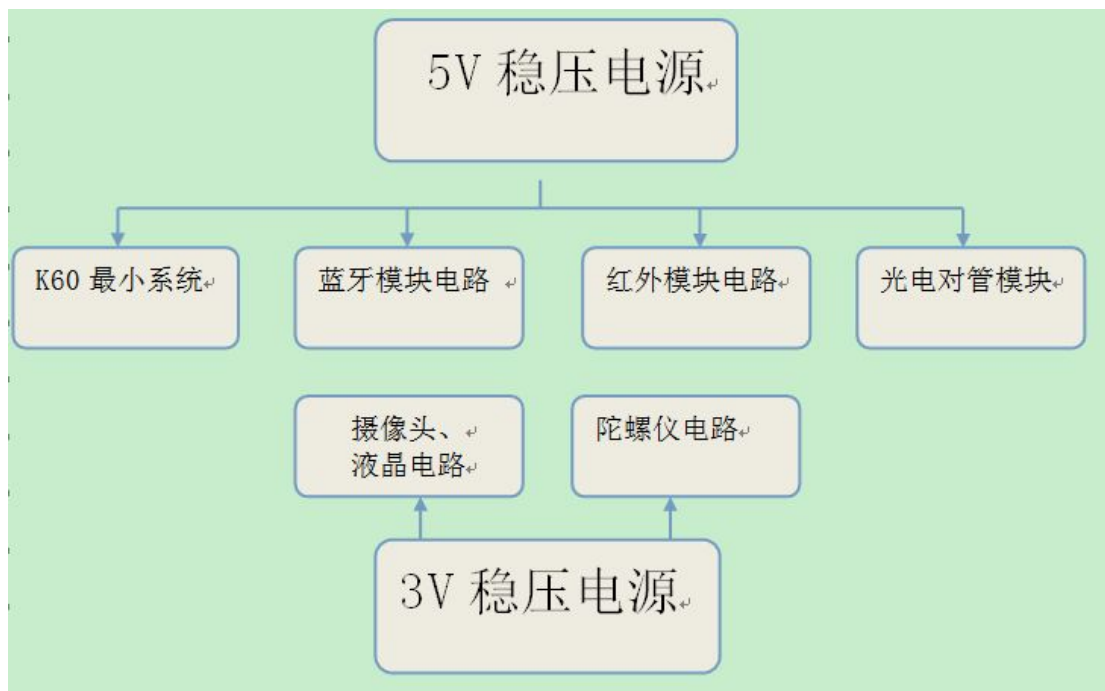 5V 稳压电源
K60 最小系统
蓝牙模块电路
红外模块电路
光电对管模块
摄像头、
液晶电路
陀螺仪电路
3V 稳压电源